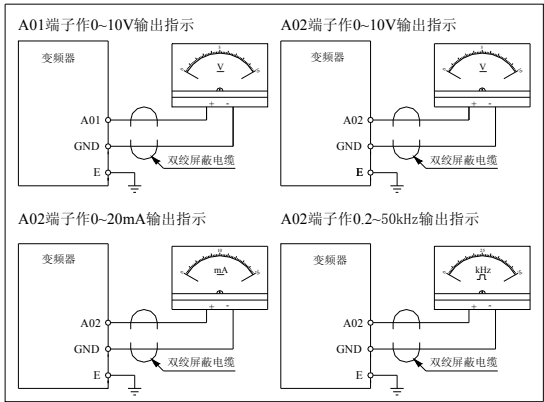 A01端子作0~10V输出指示
变频器
V
+ -
A01
GND
双绞屏蔽电缆
E
A02端子作0~10V输出指示
变频器
V
+ -
A02
GND
双绞屏蔽电缆
E
A02端子作0~20mA输出指示
变频器
mA
+ -
A02
GND
双绞屏蔽电缆
E
A02端子作0.2~50kHz输出指示
变频器
kHz
+ -
A02
GND
双绞屏蔽电缆
E